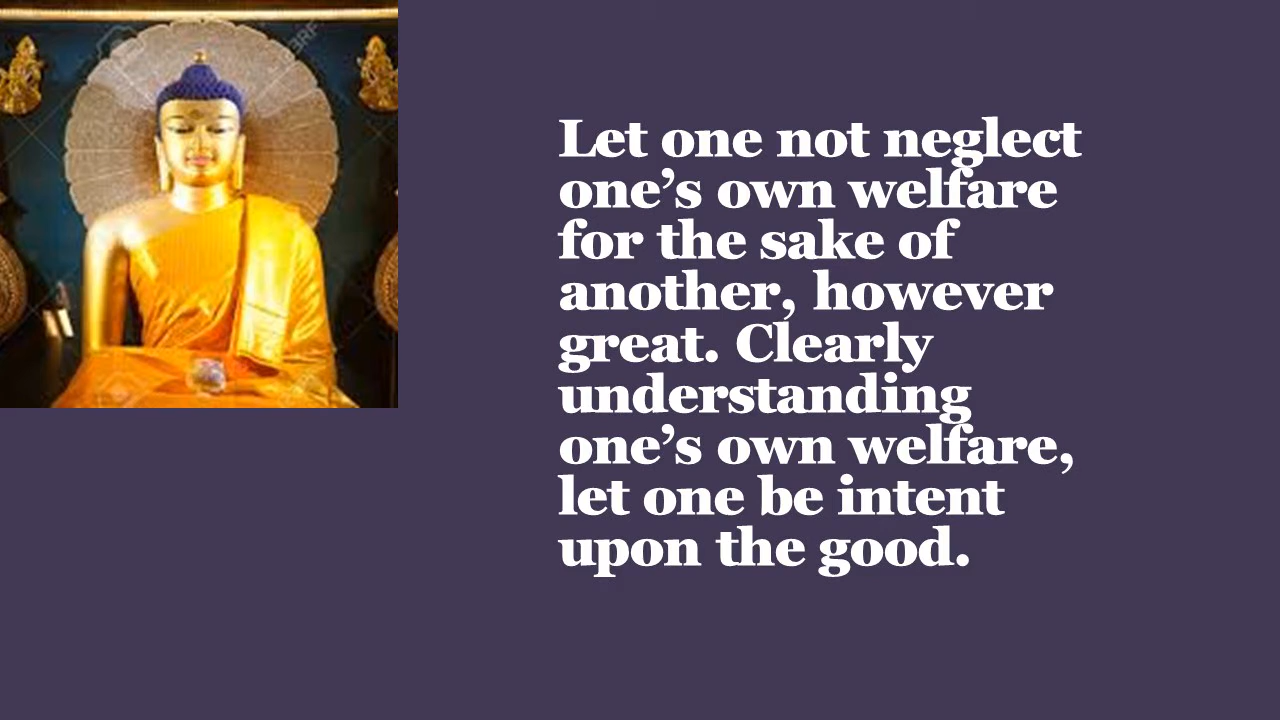 Let one not neglect
one’s own welfare
for the sake of
another, however
great. Clearly
understanding
one’s own welfare,
let one be intent
upon the good.